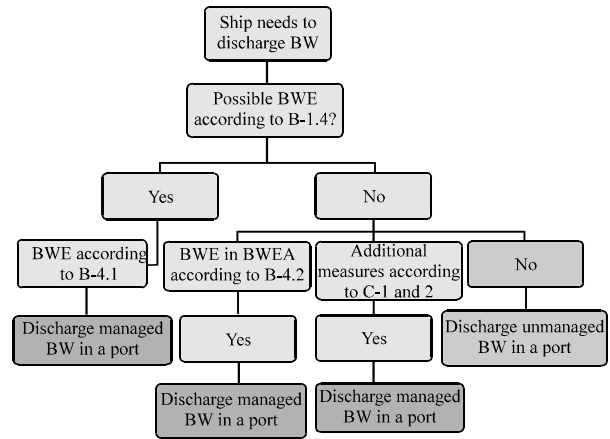 Ship needs to
discharge BW
Possible BWE
according to B-1.4?
Yes
No
BWE according
to B-4.1
BWE in BWEA
according to B-4.2
Additional
measures according
to C-1 and 2
No
Discharge managed
BW in a port
Yes
Yes
Discharge unmanaged
BW in a port
Discharge managed
BW in a port
Discharge managed
BW in a port